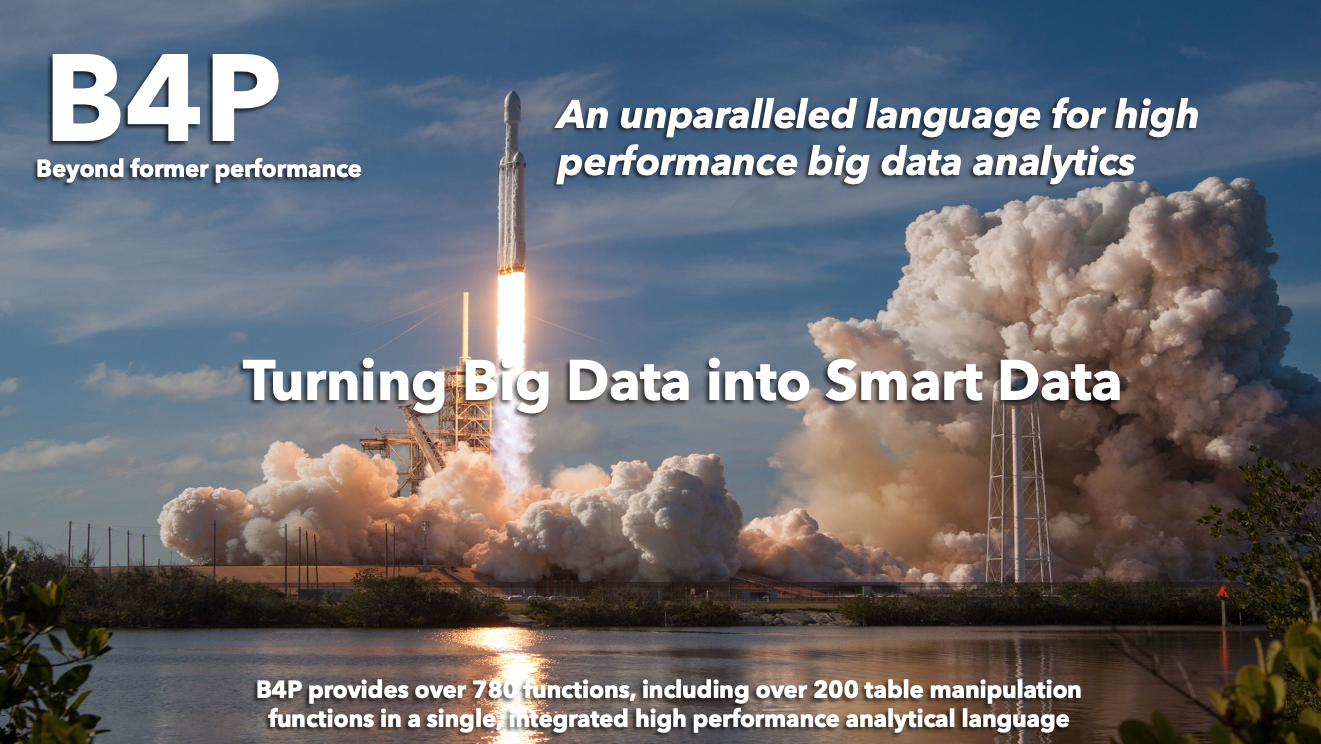 B4P
Beyond former performance
An unparalleled language for high
performance big data analytics
Turning Big Data into Smart Data
B4P provides over 780 functions, including over 200 table manipulation
functions in a single, integrated high performance analytical language